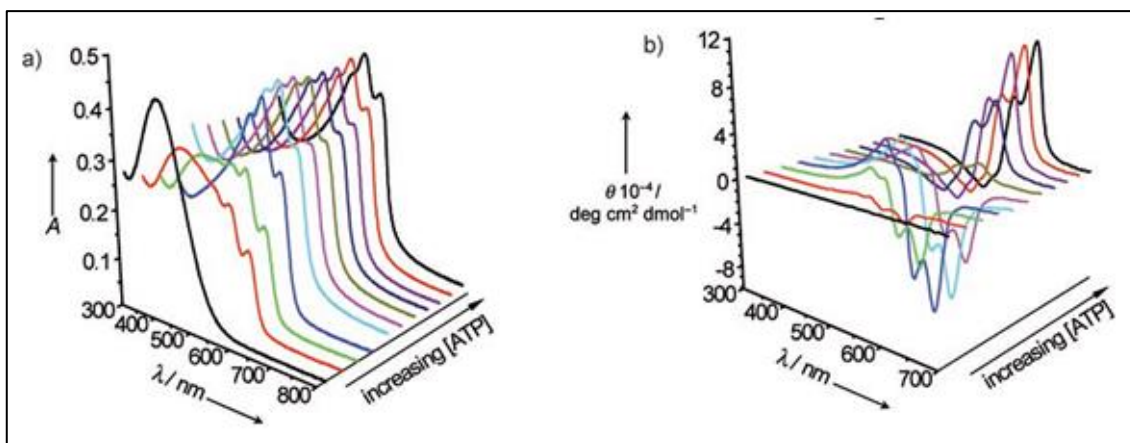 a)
0.5
0.4
0.3
0.2
0.1
A
300
400
500
600
700
800
λ / nm
increasing [ATP]
b)
12
8
4
0
-4
-8
θ 10⁻⁴ /
deg cm² dmol⁻¹
300
400
500
600
700
λ / nm
increasing [ATP]